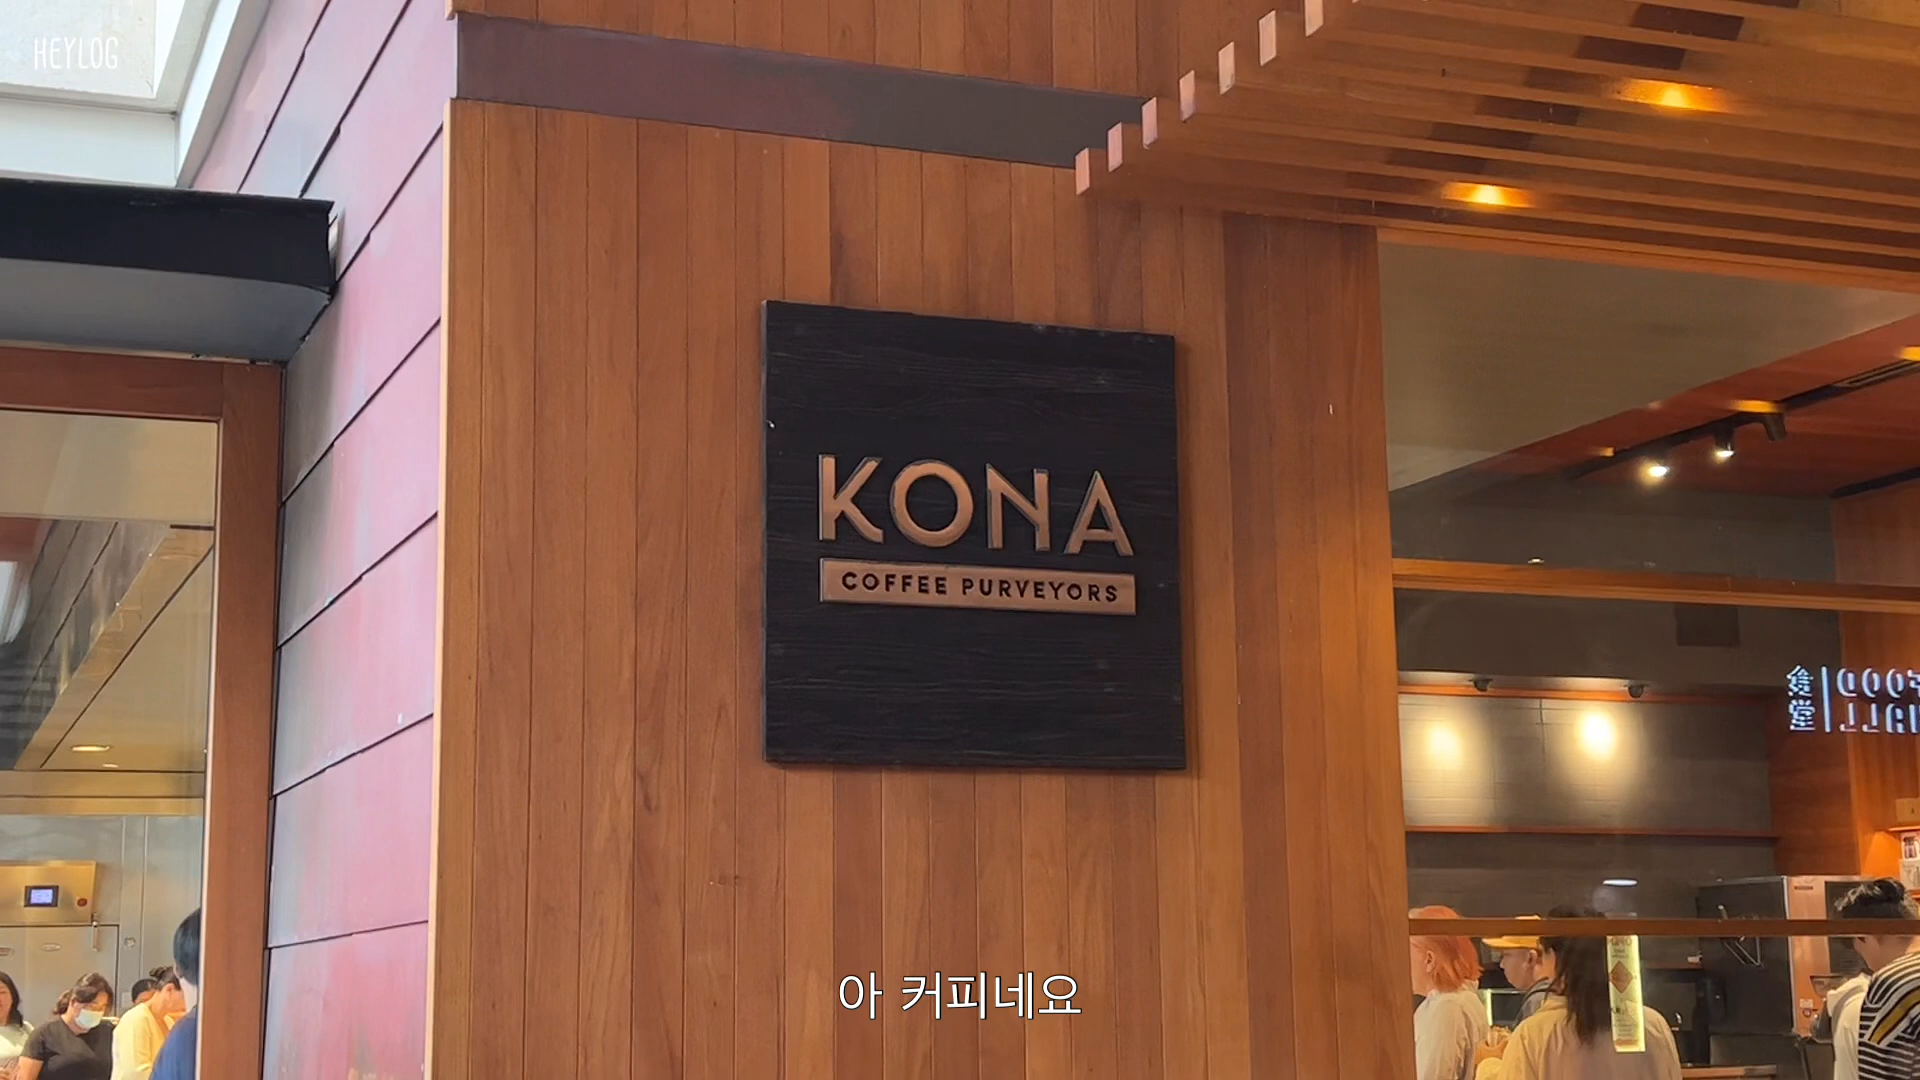 HEYLOG
KONA
COFFEE PURVEYORS
食堂
FOOD
HALL
아 커피네요